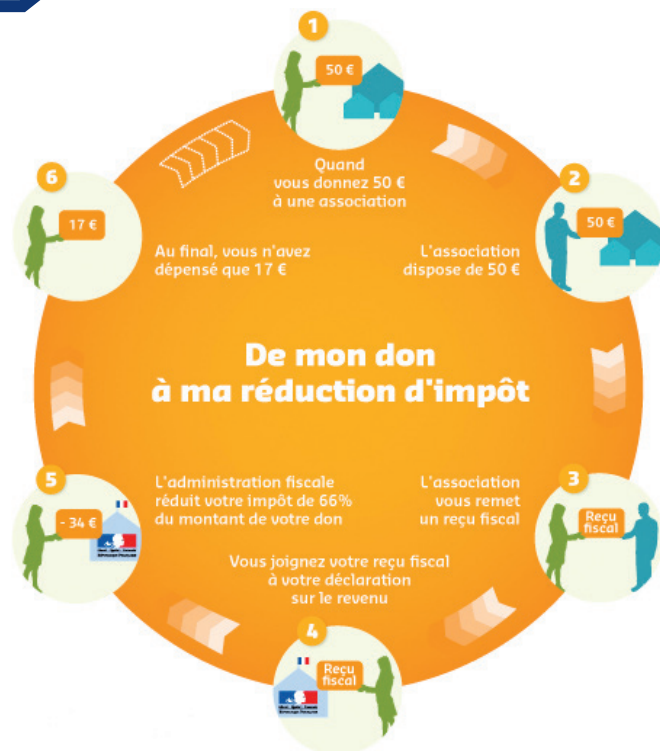 1
50 €
Quand
vous donnez 50 €
à une association
2
50 €
L'association
dispose de 50 €
De mon don
à ma réduction d'impôt
3
Reçu
fiscal
L'association
vous remet
un reçu fiscal
4
Reçu
fiscal
Vous joignez votre reçu fiscal
à votre déclaration
sur le revenu
5
- 34 €
L'administration fiscale
réduit votre impôt de 66%
du montant de votre don
6
17 €
Au final, vous n'avez
dépensé que 17 €